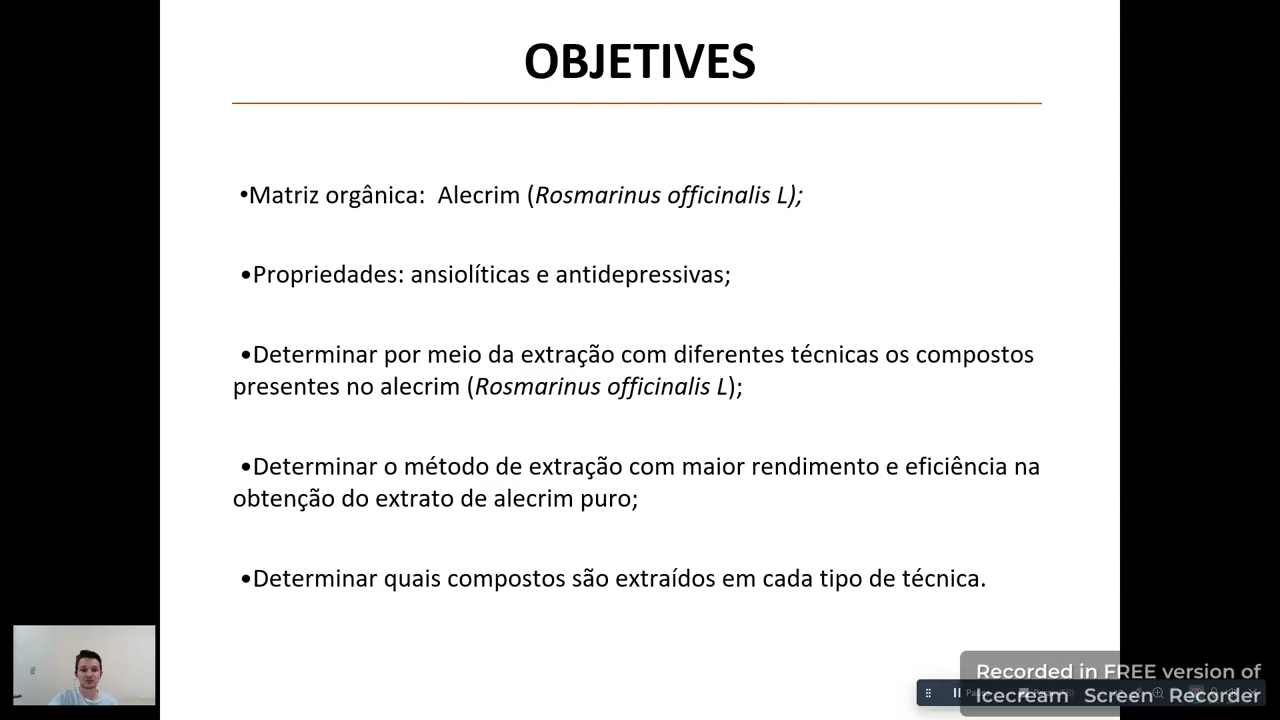 OBJETIVES
•Matriz orgânica:  Alecrim (Rosmarinus officinalis L);
•Propriedades: ansiolíticas e antidepressivas;
•Determinar por meio da extração com diferentes técnicas os compostos
presentes no alecrim (Rosmarinus officinalis L);
•Determinar o método de extração com maior rendimento e eficiência na
obtenção do extrato de alecrim puro;
•Determinar quais compostos são extraídos em cada tipo de técnica.
Recorded in FREE version of
Icecream Screen Recorder